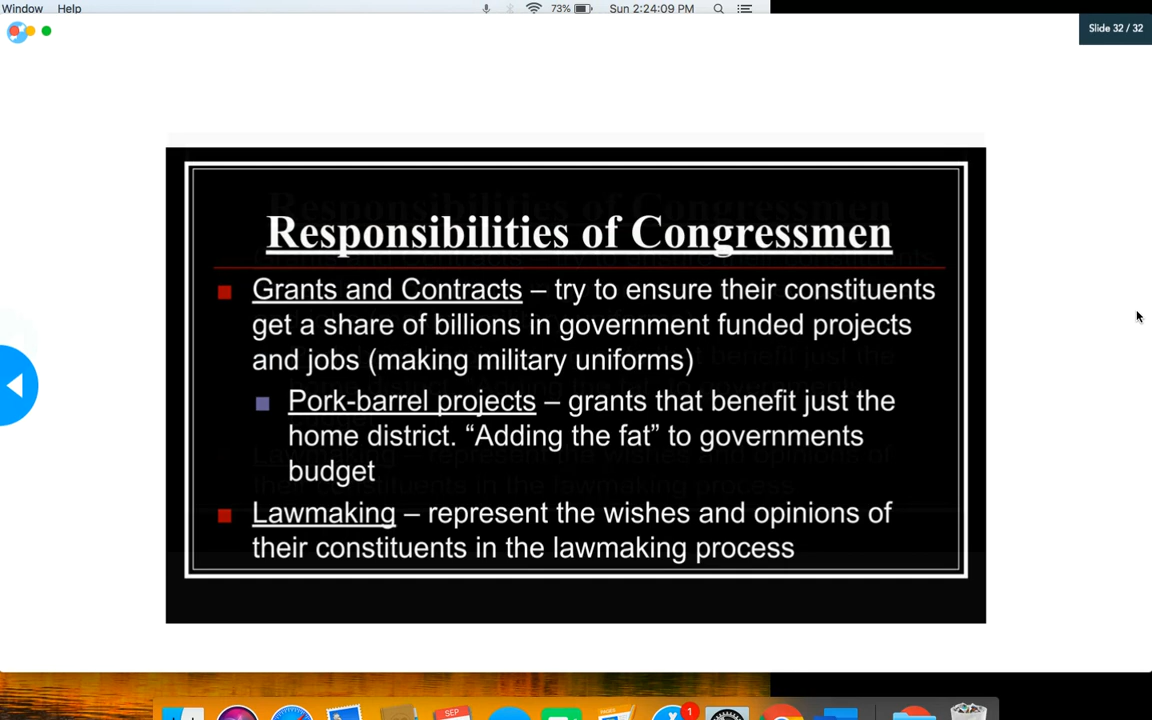 Window Help 73% Sun 2:24:09 PM
Slide 32 / 32
Responsibilities of Congressmen
Grants and Contracts – try to ensure their constituents
get a share of billions in government funded projects
and jobs (making military uniforms)
Pork-barrel projects – grants that benefit just the
home district. “Adding the fat” to governments
budget
Lawmaking – represent the wishes and opinions of
their constituents in the lawmaking process
SEP 1